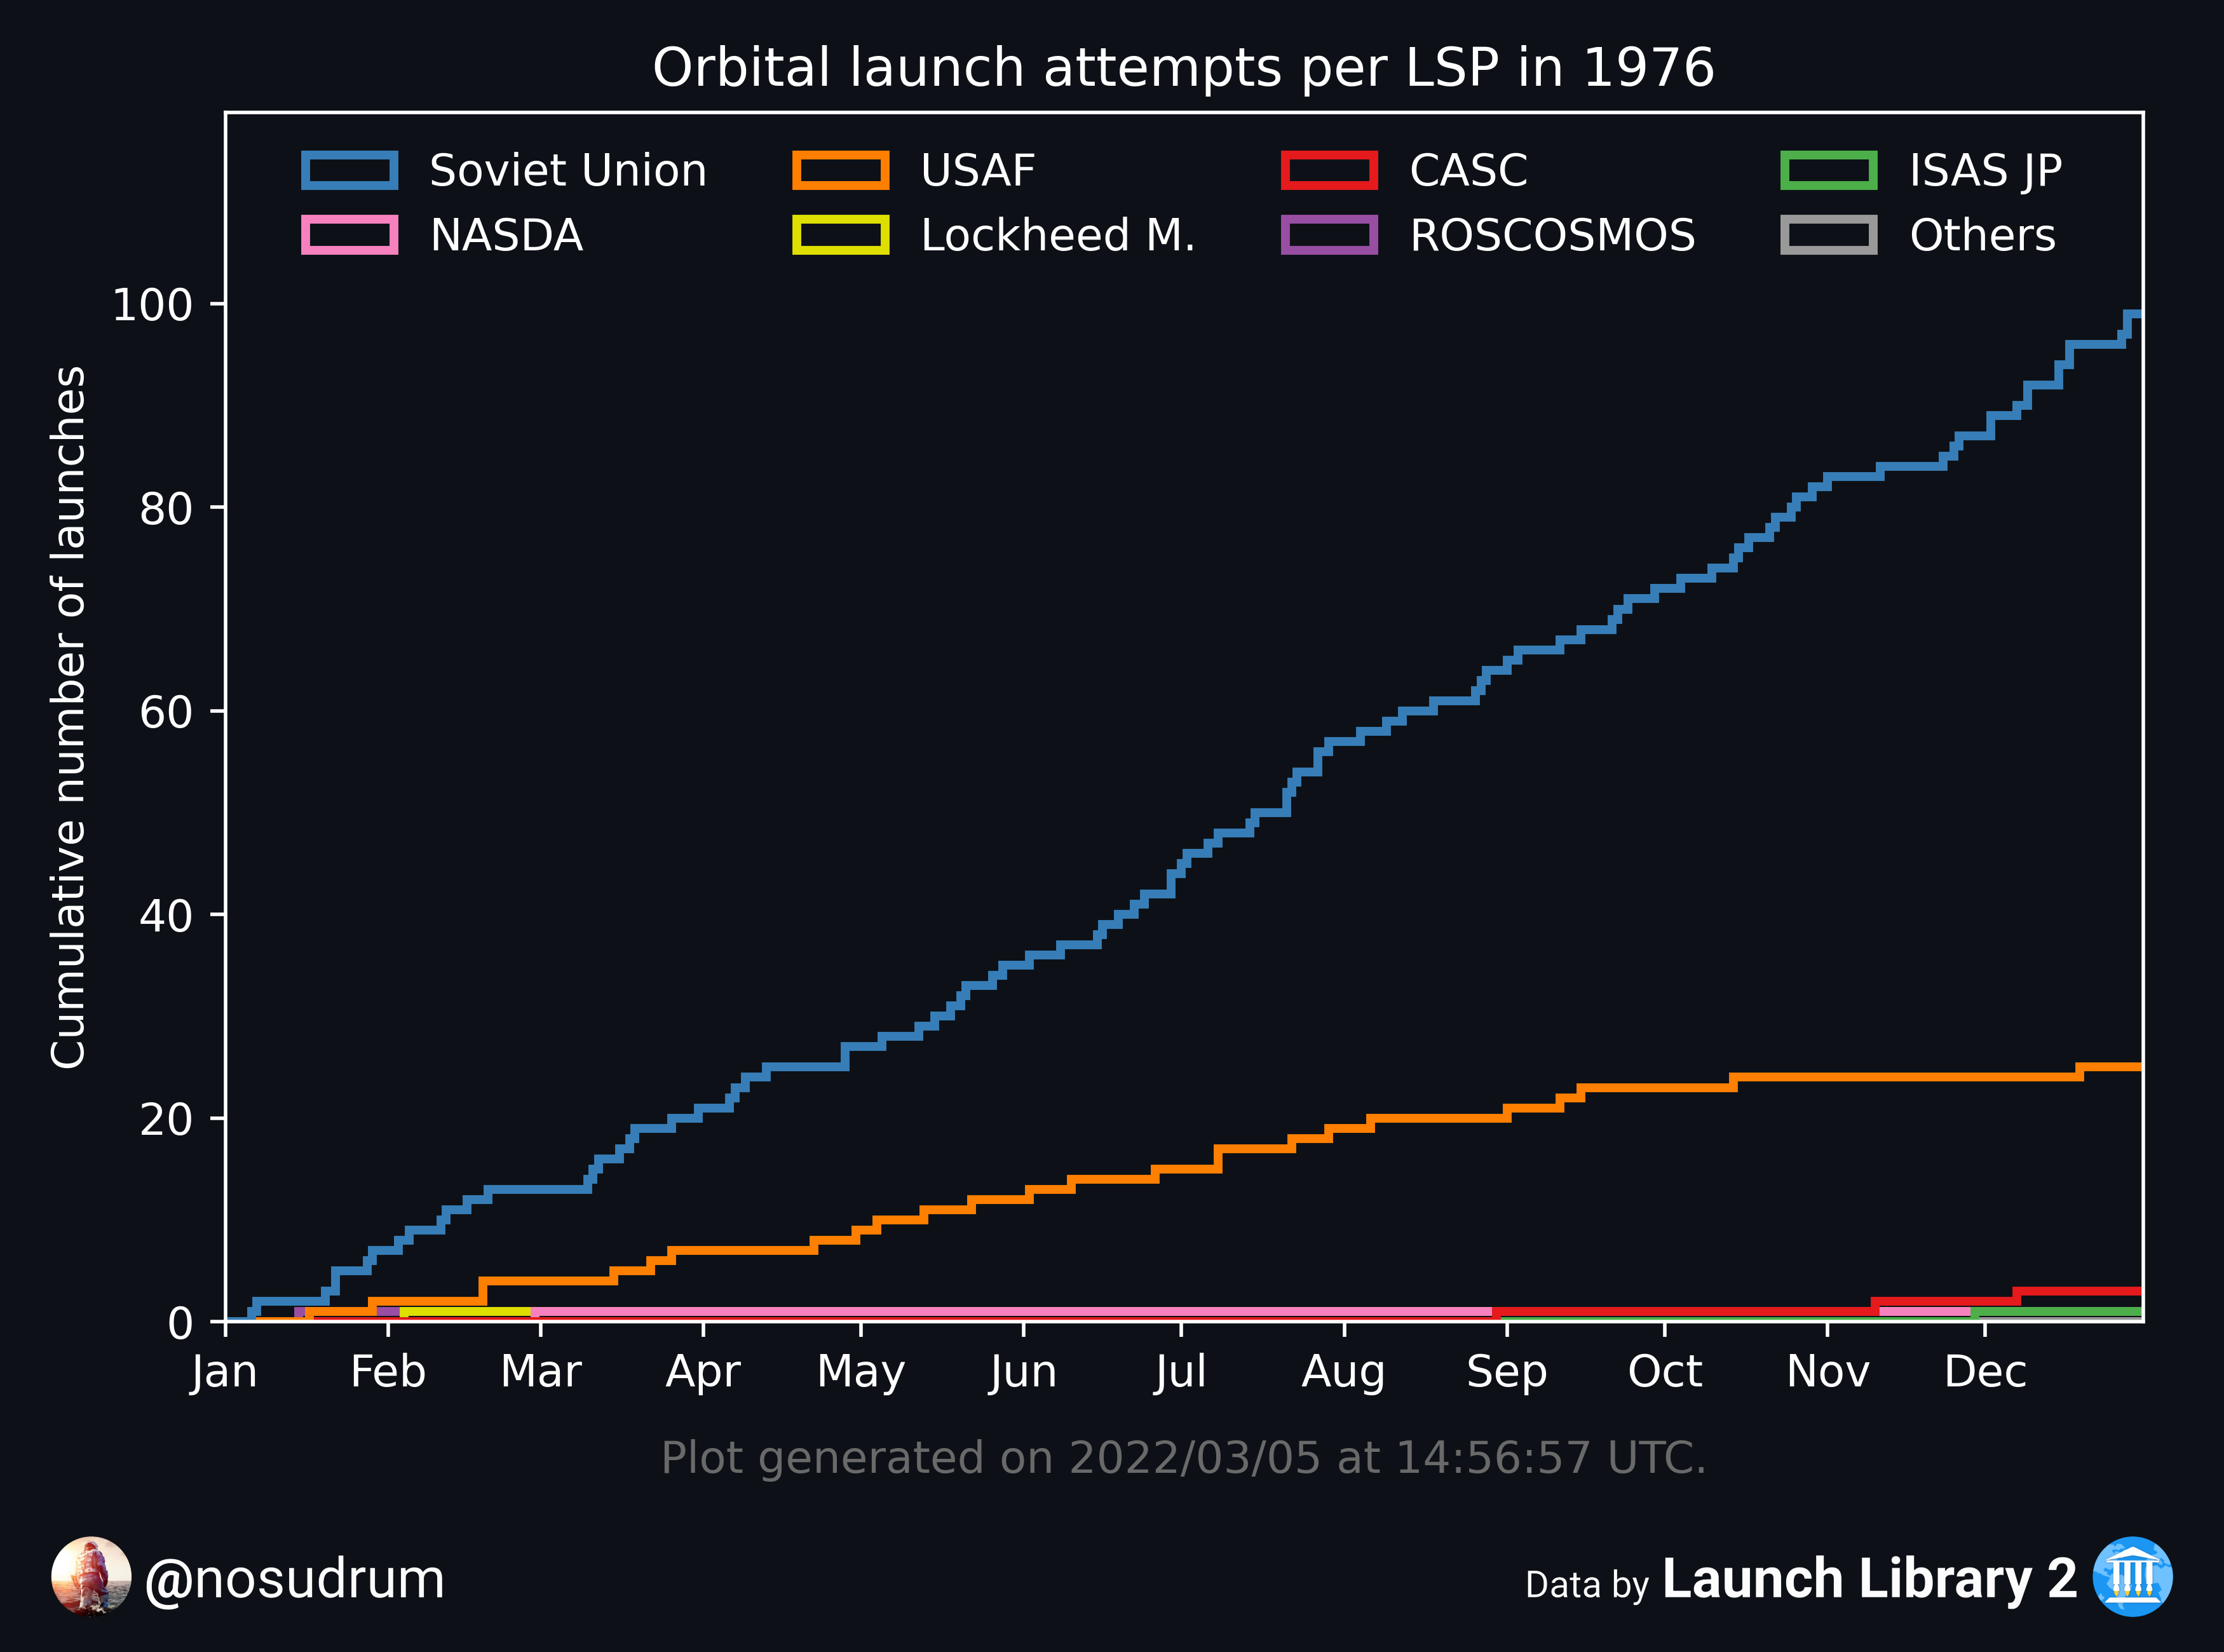 Orbital launch attempts per LSP in 1976
Soviet Union USAF CASC ISAS JP
NASDA Lockheed M. ROSCOSMOS Others
Cumulative number of launches
100
80
60
40
20
0
Jan Feb Mar Apr May Jun Jul Aug Sep Oct Nov Dec
Plot generated on 2022/03/05 at 14:56:57 UTC.
@nosudrum
Data by Launch Library 2